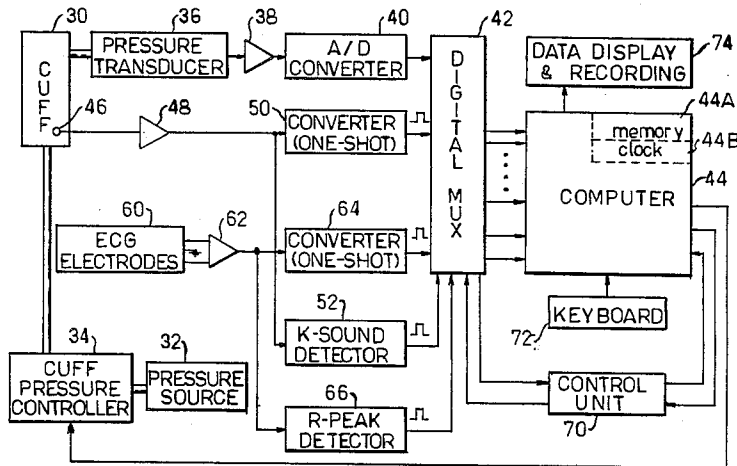 30
36
38
40
42
CUFF
PRESSURE
TRANSDUCER
A/D
CONVERTER
DIGITAL MUX
DATA DISPLAY
& RECORDING
74
46
48
50
CONVERTER
(ONE-SHOT)
44A
memory
clock
44B
44
COMPUTER
60
62
64
ECG
ELECTRODES
CONVERTER
(ONE-SHOT)
52
K-SOUND
DETECTOR
72
KEYBOARD
34
32
CUFF
PRESSURE
CONTROLLER
PRESSURE
SOURCE
66
R-PEAK
DETECTOR
CONTROL
UNIT
70